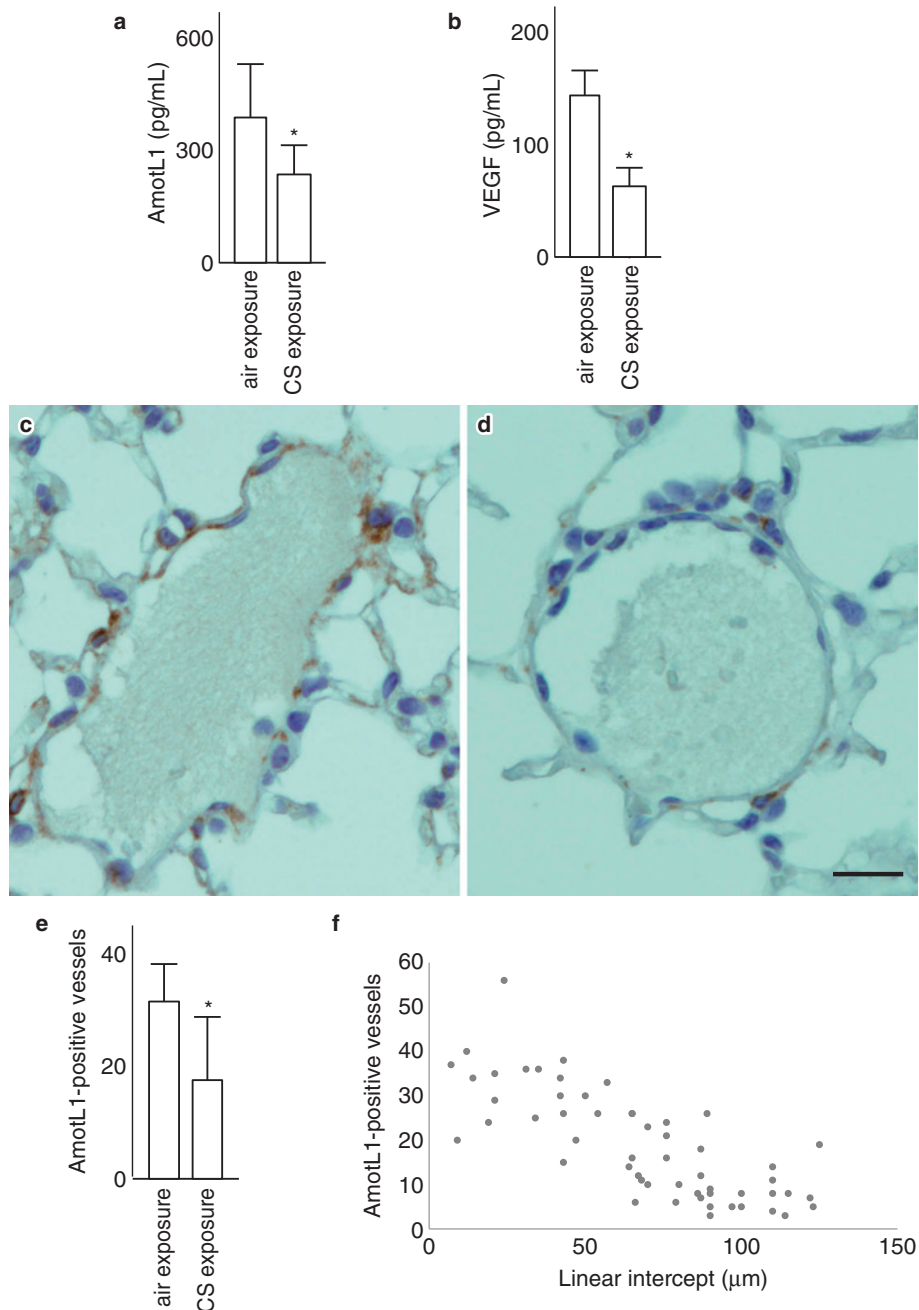 a
AmotL1 (pg/mL)
600
300
0
*
air exposure
CS exposure
b
VEGF (pg/mL)
200
100
0
*
air exposure
CS exposure
c
d
e
AmotL1-positive vessels
40
20
0
*
air exposure
CS exposure
f
AmotL1-positive vessels
60
50
40
30
20
10
0
0 50 100 150
Linear intercept (μm)